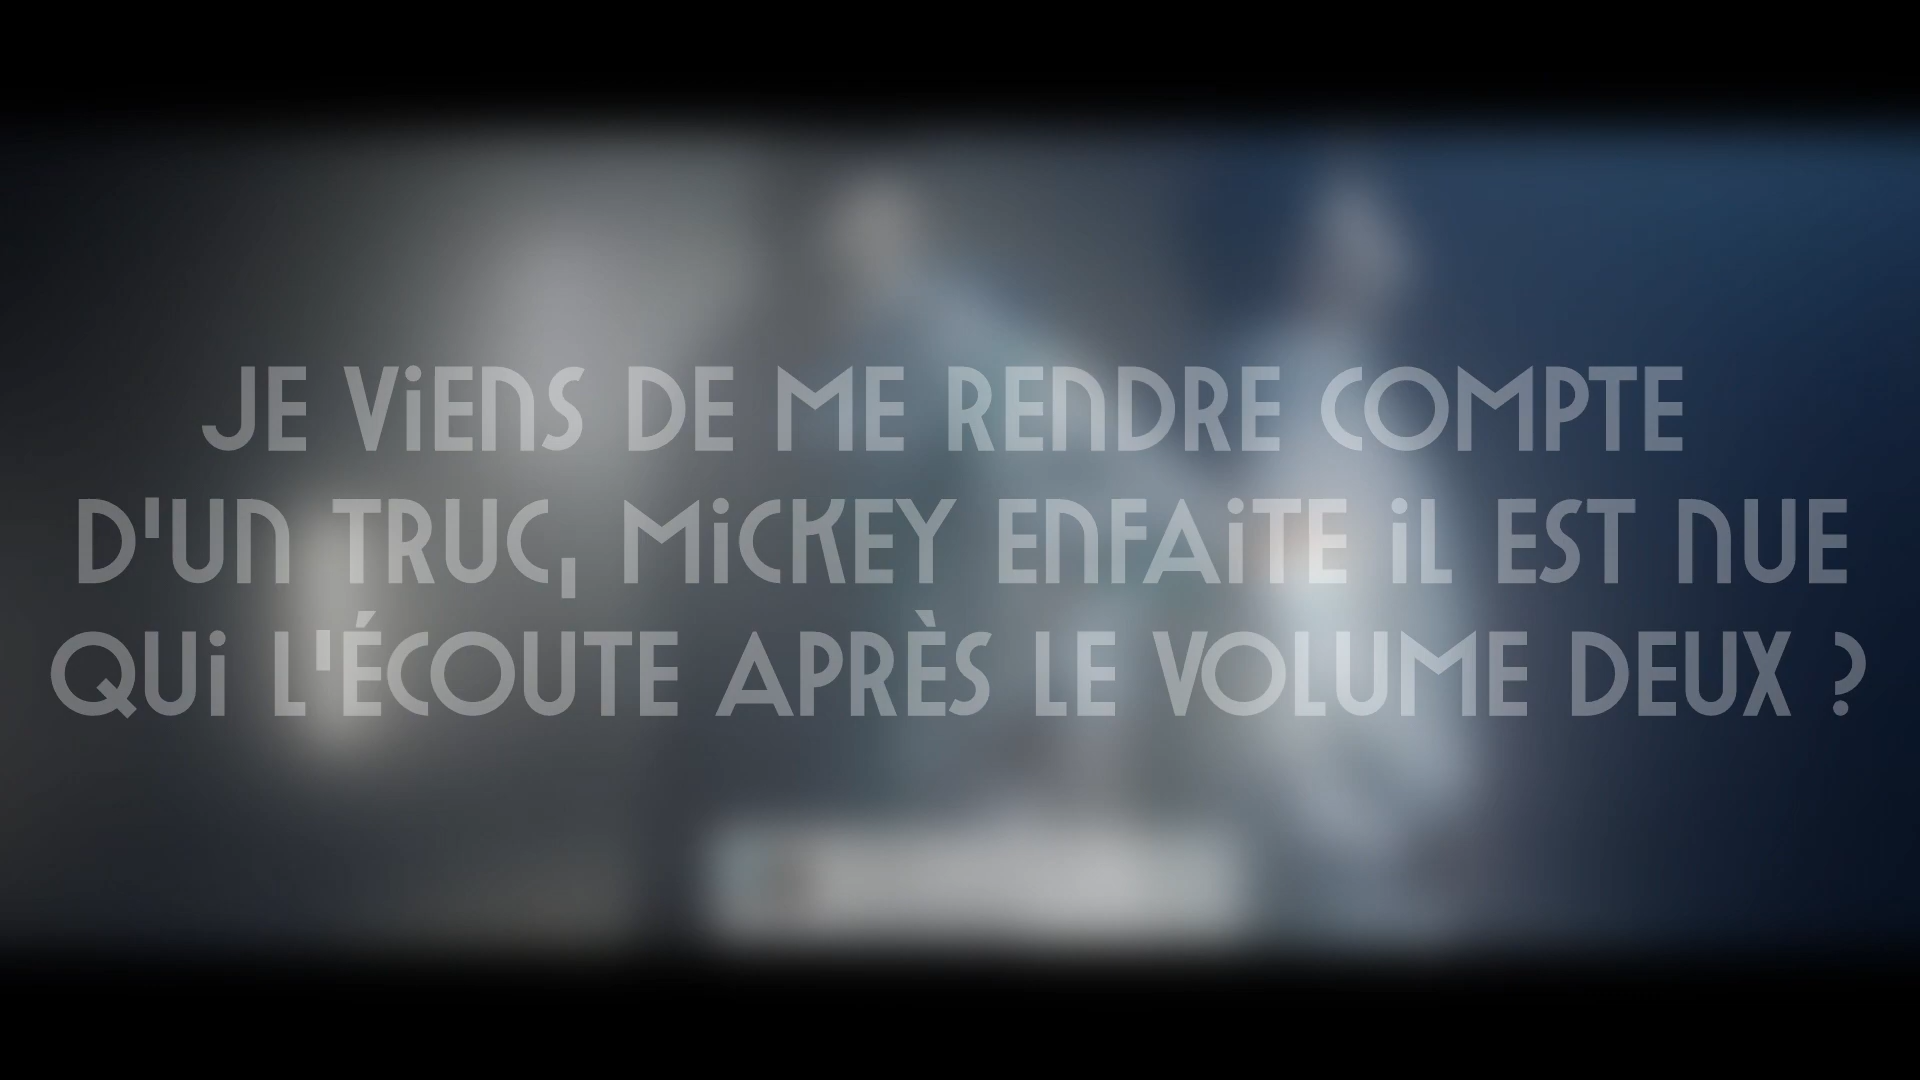 JE ViENS DE ME RENDRE COMPTE
D'UN TRUC, MiCKEY ENFAiTE iL EST NUE
QUi L'ÉCOUTE APRÈS LE VOLUME DEUX ?